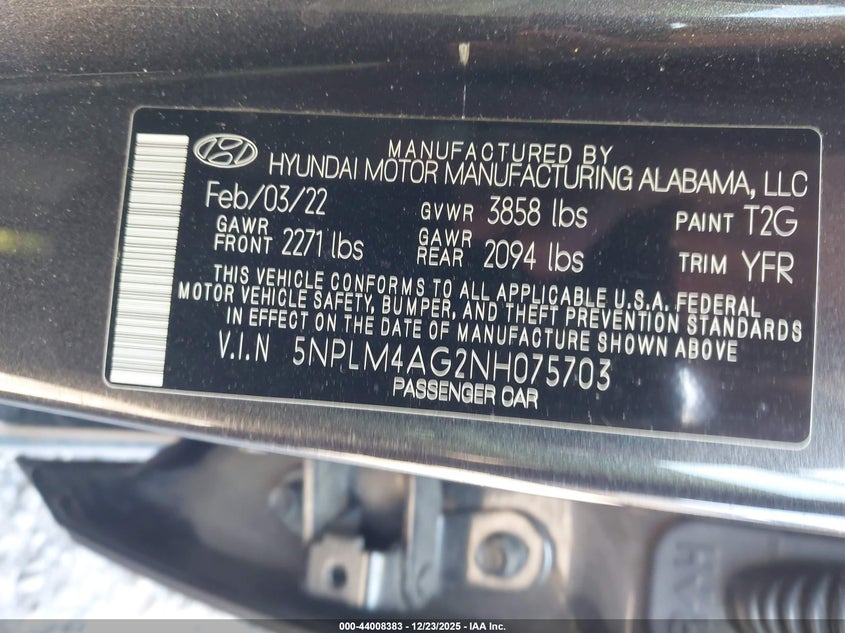 MANUFACTURED BY
HYUNDAI MOTOR MANUFACTURING ALABAMA, LLC
Feb/03/22 GVWR 3858 lbs PAINT T2G
GAWR FRONT 2271 lbs GAWR REAR 2094 lbs TRIM YFR
THIS VEHICLE CONFORMS TO ALL APPLICABLE U.S.A. FEDERAL
MOTOR VEHICLE SAFETY, BUMPER, AND THEFT PREVENTION STANDARDS
IN EFFECT ON THE DATE OF MANUFACTURE SHOWN ABOVE
V.I.N 5NPLM4AG2NH075703
PASSENGER CAR
000-44008383 - 12/23/2025 - IAA Inc.